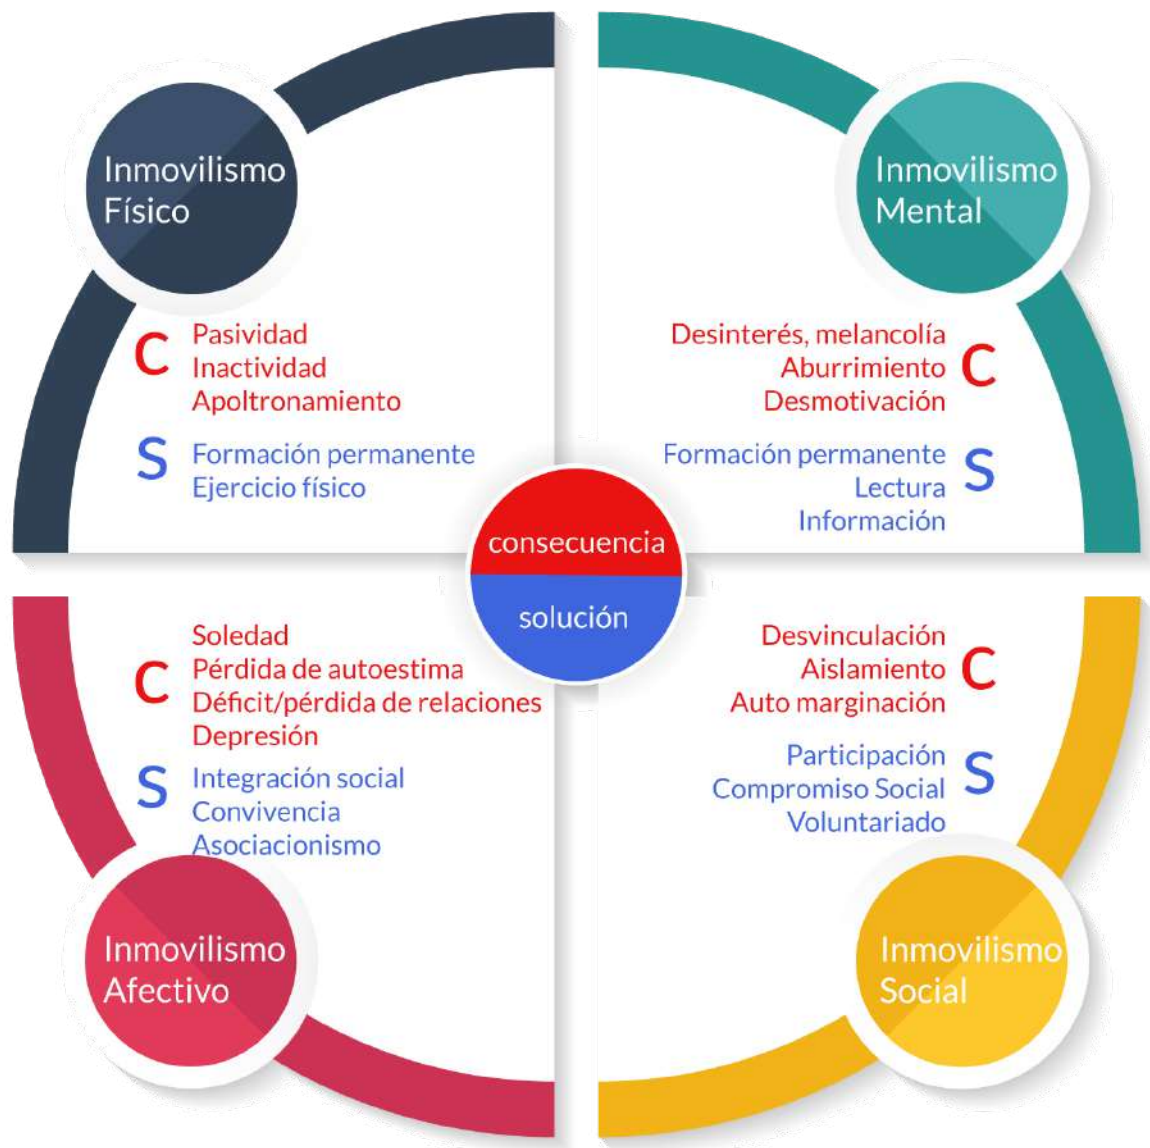 Inmovilismo
Físico
C
Pasividad
Inactividad
Apoltronamiento
S
Formación permanente
Ejercicio físico
Inmovilismo
Mental
Desinterés, melancolía
Aburrimiento
Desmotivación
C
Formación permanente
Lectura
Información
S
consecuencia
solución
C
Soledad
Pérdida de autoestima
Déficit/pérdida de relaciones
Depresión
S
Integración social
Convivencia
Asociacionismo
Inmovilismo
Afectivo
Desvinculación
Aislamiento
Auto marginación
C
Participación
Compromiso Social
Voluntariado
S
Inmovilismo
Social